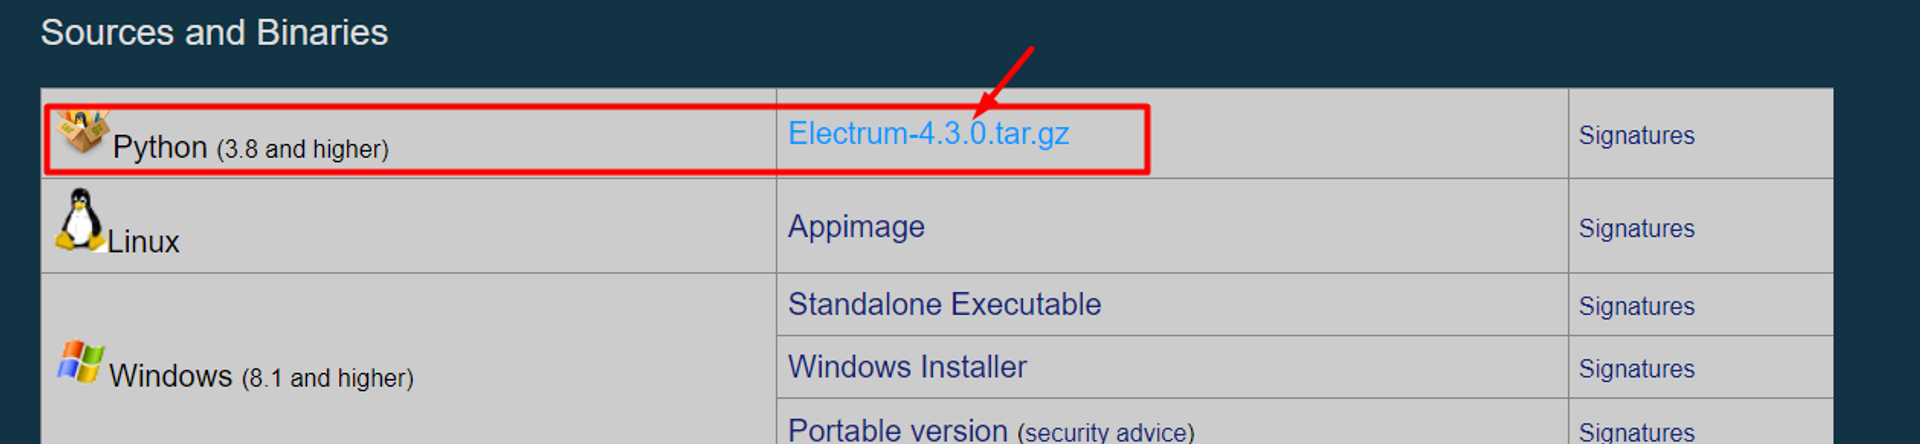 Sources and Binaries
Python (3.8 and higher) Electrum-4.3.0.tar.gz Signatures
Linux Appimage Signatures
Standalone Executable Signatures
Windows (8.1 and higher) Windows Installer Signatures
Portable version (security advice) Signatures